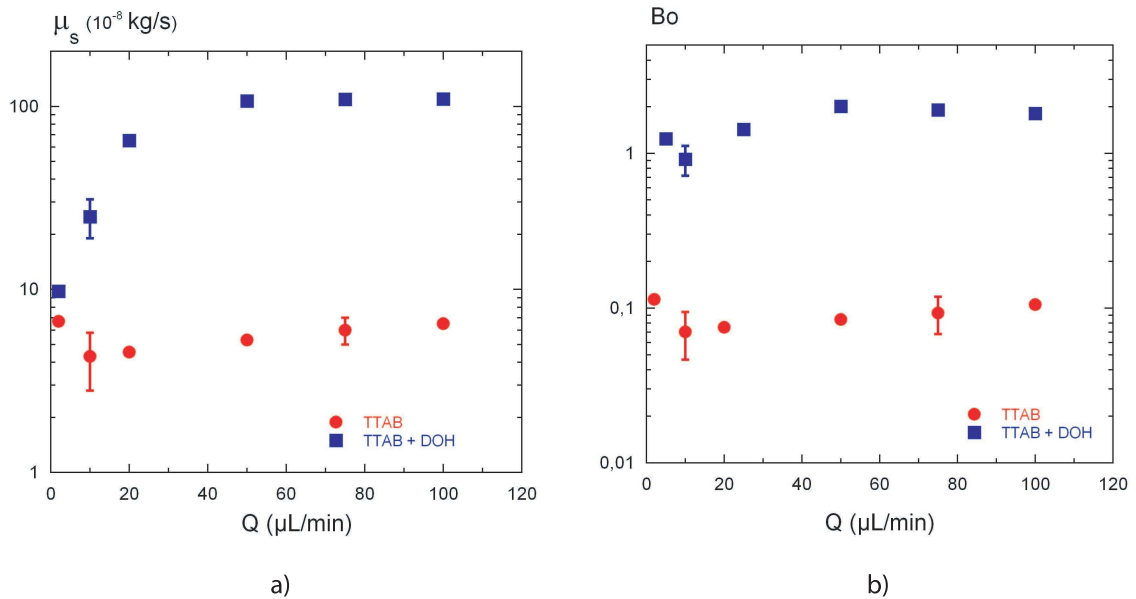 μs (10-8 kg/s)
100
10
1
0 20 40 60 80 100 120
Q (µL/min)
TTAB
TTAB + DOH
a)
Bo
1
0,1
0,01
0 20 40 60 80 100 120
Q (µL/min)
TTAB
TTAB + DOH
b)